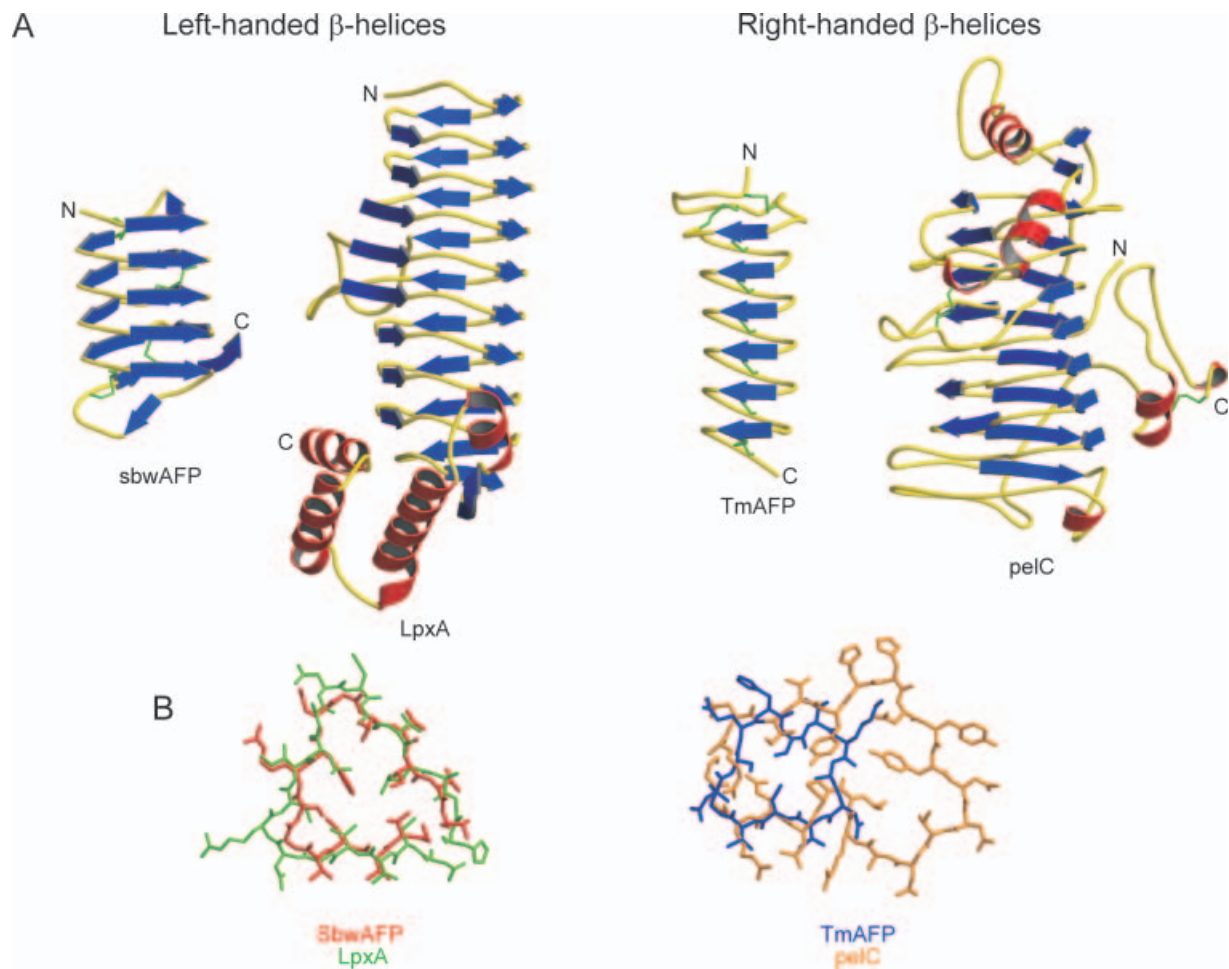 A
Left-handed β-helices
Right-handed β-helices
N
N
C
sbwAFP
C
LpxA
N
C
TmAFP
N
C
pelC
B
SbwAFP
LpxA
TmAFP
pelC